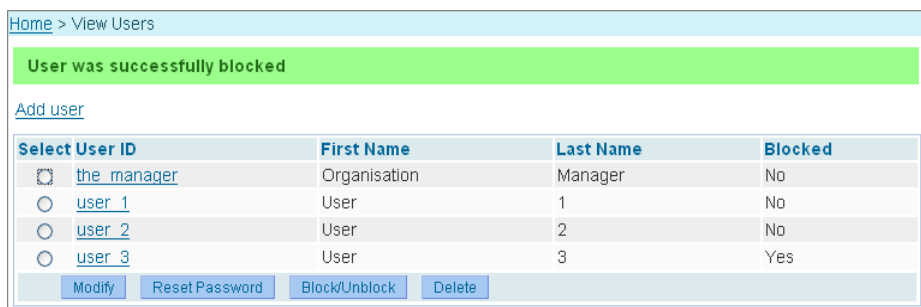 Home > View Users
User was successfully blocked
Add user
Select User ID First Name Last Name Blocked
the_manager Organisation Manager No
user_1 User 1 No
user_2 User 2 No
user_3 User 3 Yes
Modify Reset Password Block/Unblock Delete